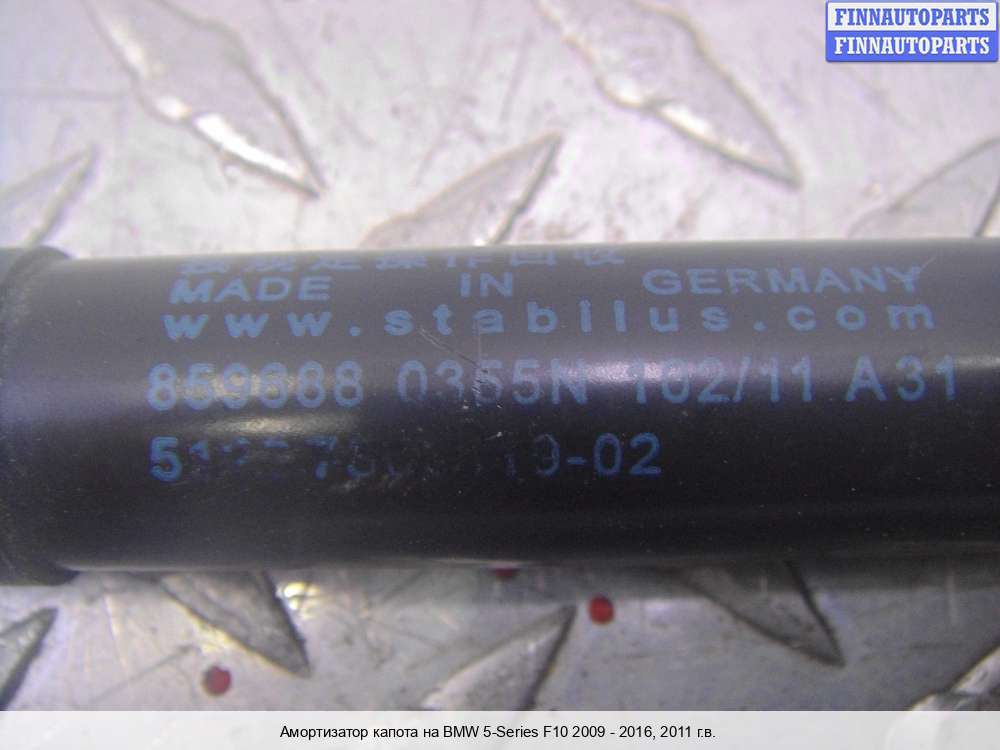 FINNAUTOPARTS
FINNAUTOPARTS
MADE IN GERMANY
www.stabilus.com
0355N 102/11 A31
Амортизатор капота на BMW 5-Series F10 2009 - 2016, 2011 г.в.